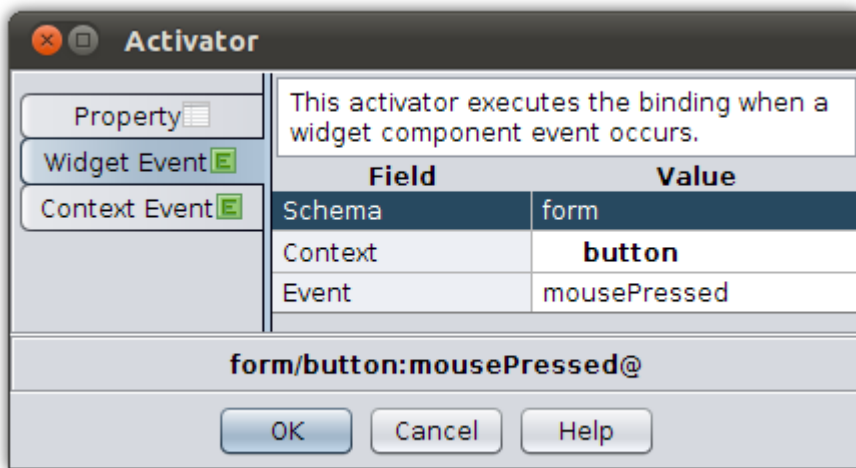 Activator
Property
Widget Event E
Context Event E
This activator executes the binding when a
widget component event occurs.
Field Value
Schema form
Context button
Event mousePressed
form/button:mousePressed@
OK Cancel Help